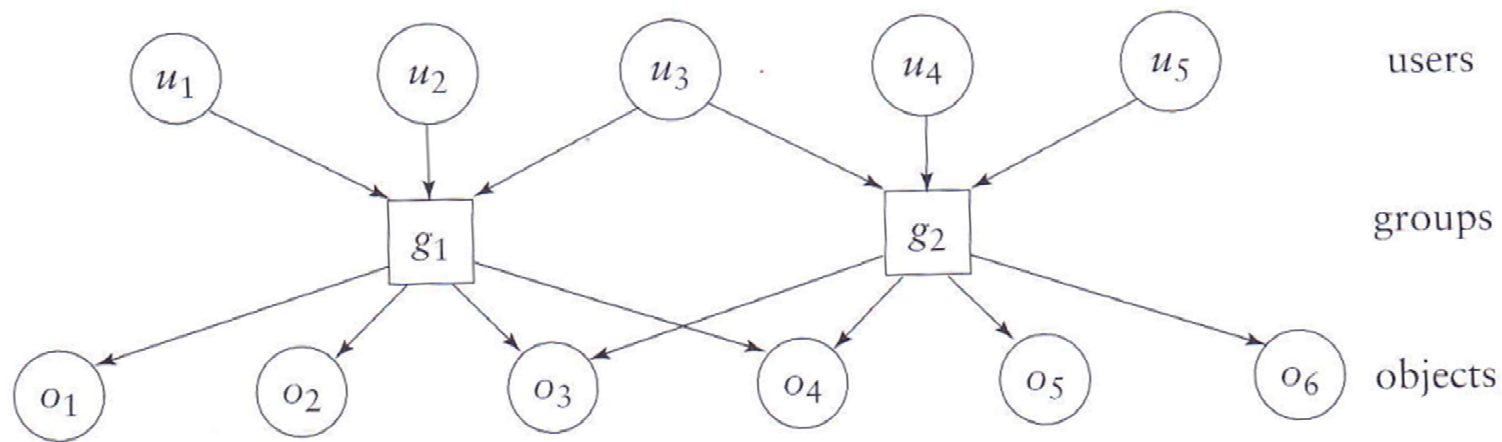 u₁ u₂ u₃ u₄ u₅ users
g₁ g₂ groups
o₁ o₂ o₃ o₄ o₅ o₆ objects